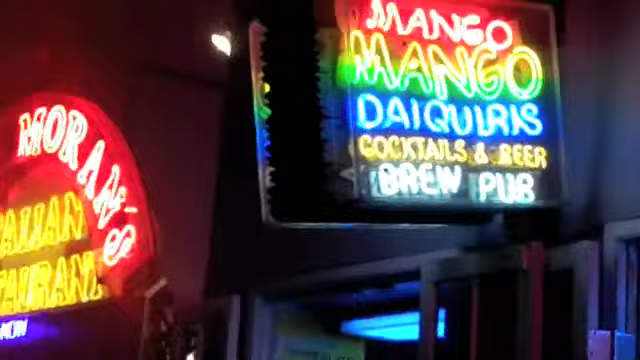 MORAN'S
MANGO
MANGO
DAIQUIRIS
COCKTAILS & BEER
BREW PUB